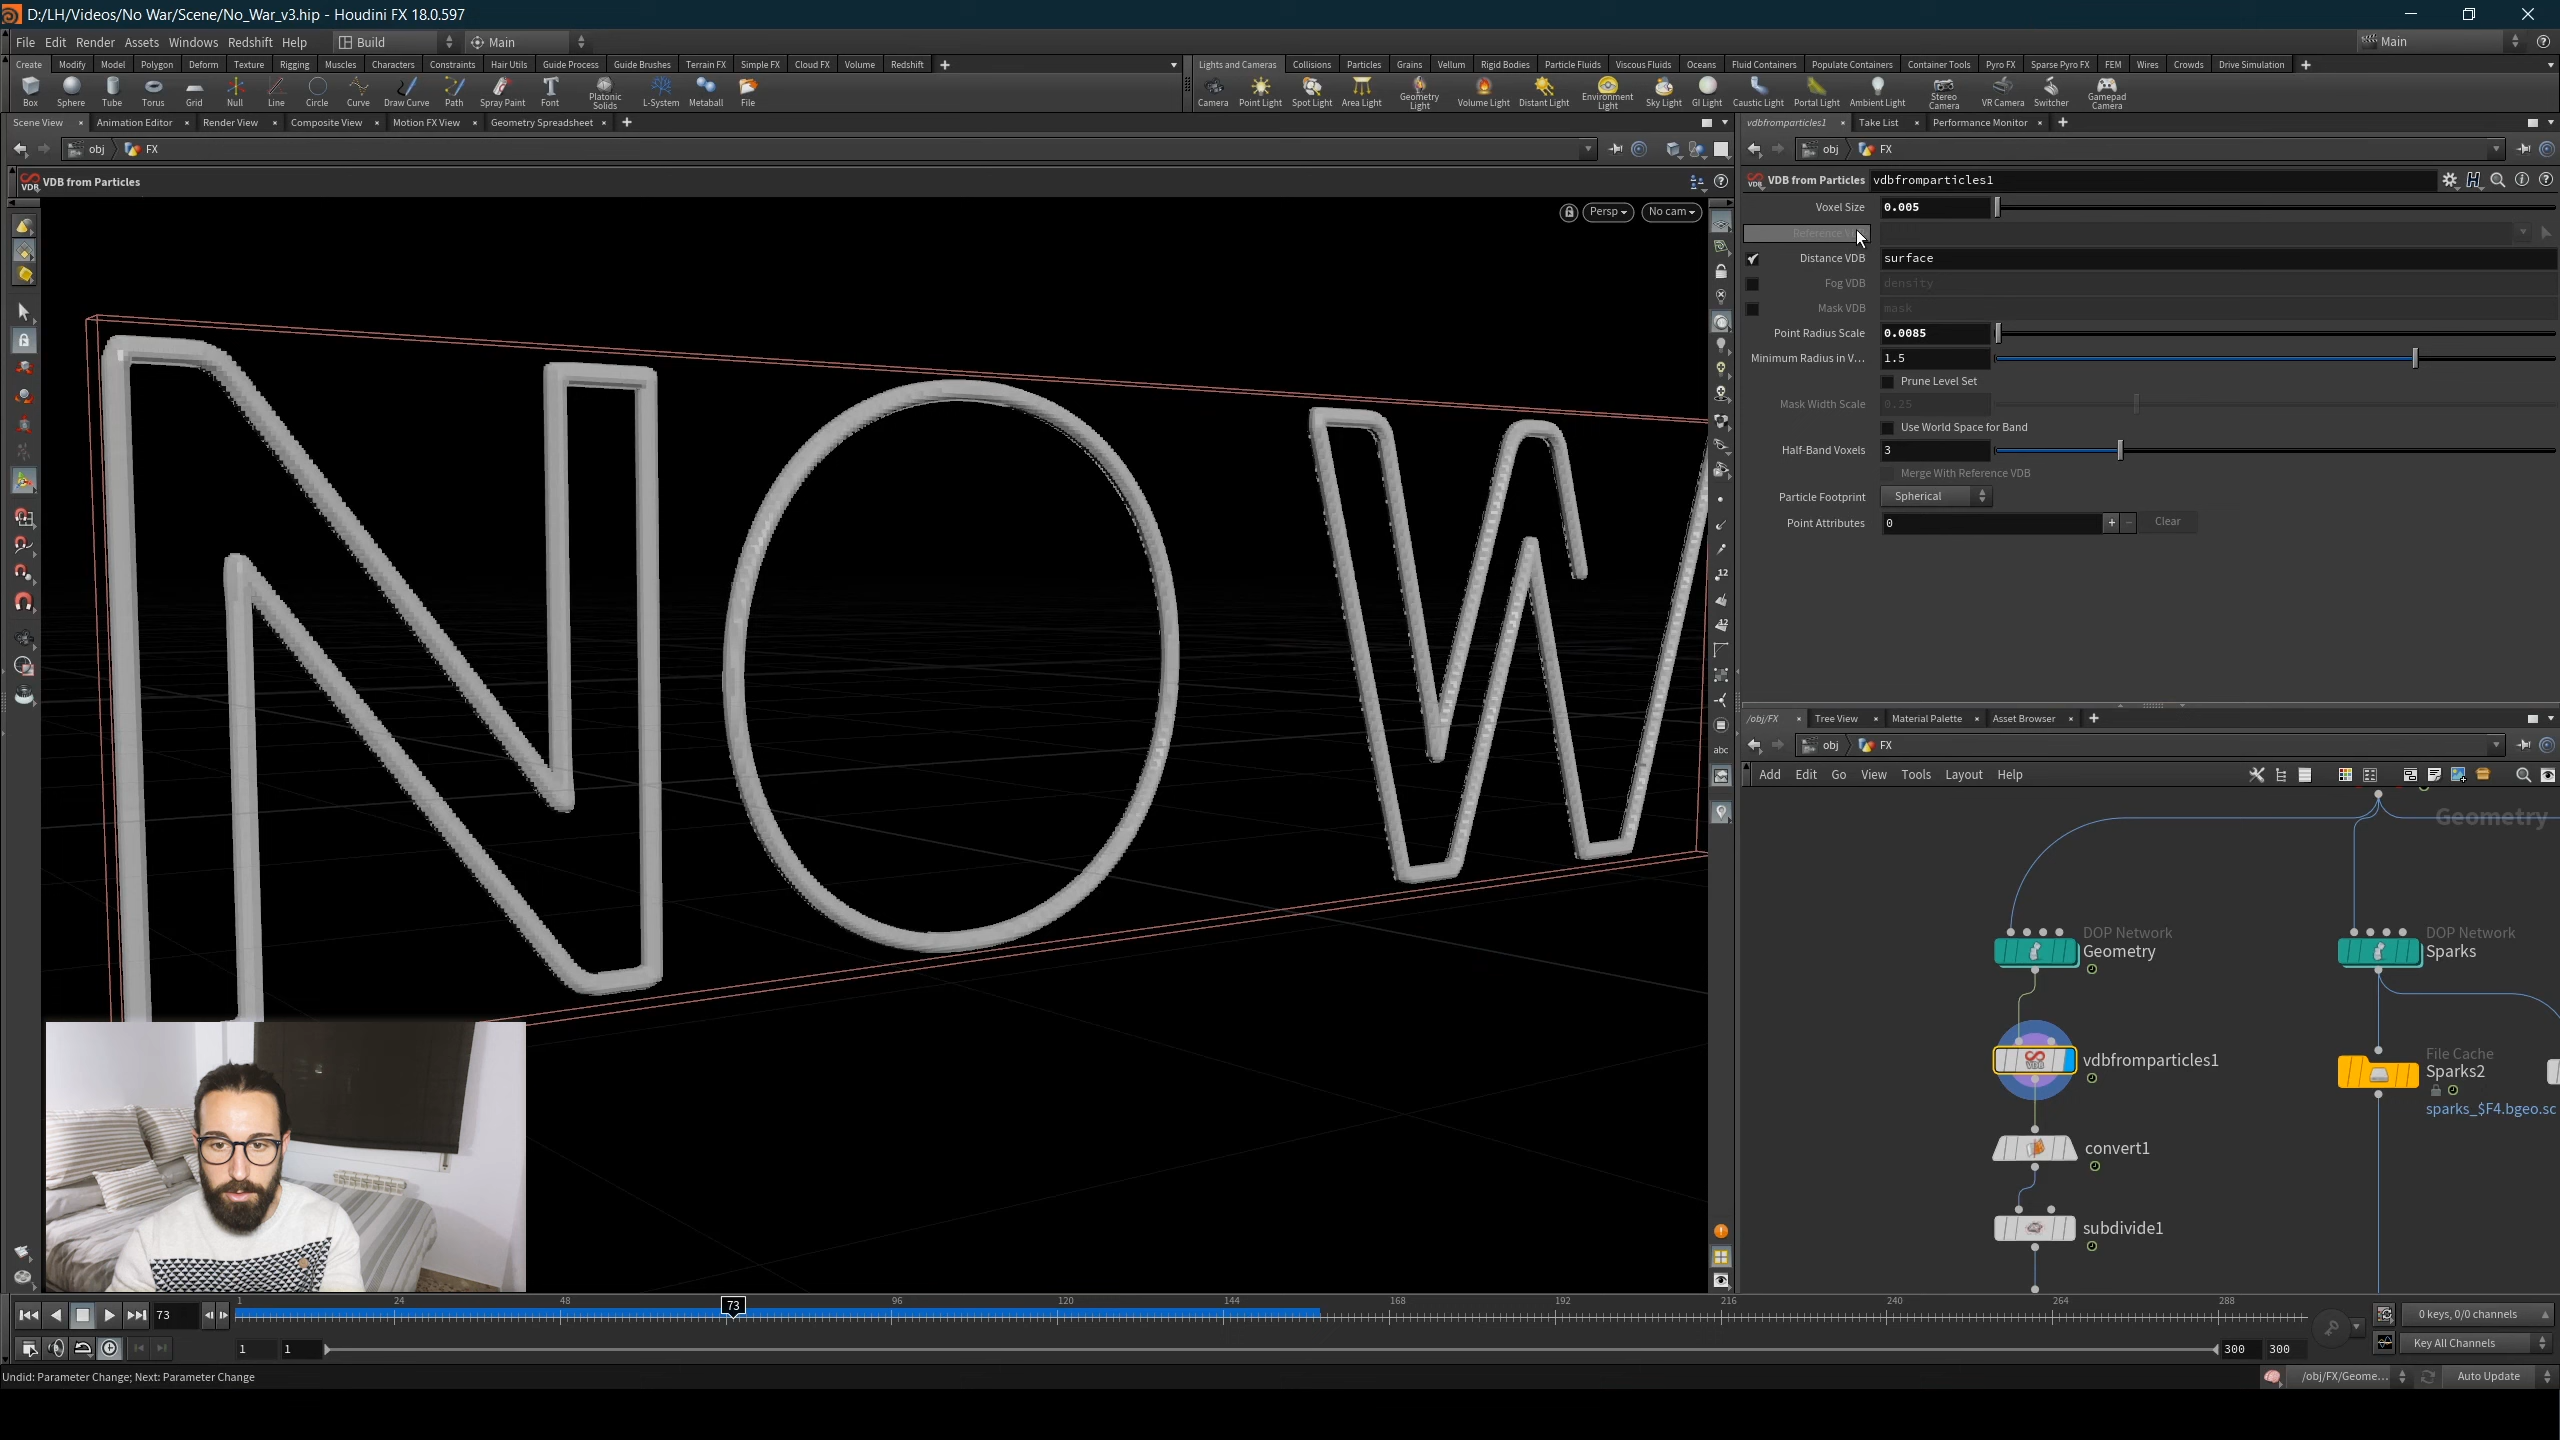 D:/LH/Videos/No War/Scene/No_War_v3.hip - Houdini FX 18.0.597
File Edit Render Assets Windows Redshift Help Build Main Main
Create Modify Model Polygon Deform Texture Rigging Muscles Characters Constraints Hair Utils Guide Process Guide Brushes Terrain FX Simple FX Cloud FX Volume Redshift
Lights and Cameras Collisions Particles Grains Vellum Rigid Bodies Particle Fluids Viscous Fluids Oceans Fluid Containers Populate Containers Container Tools Pyro FX Sparse Pyro FX FEM Wires Crowds Drive Simulation
Box Sphere Tube Torus Grid Null Line Circle Curve Draw Curve Path Spray Paint Font Platonic Solids L-System Metaball File
Camera Point Light Spot Light Area Light Geometry Light Volume Light Distant Light Environment Light Sky Light GI Light Caustic Light Portal Light Ambient Light Stereo Camera VR Camera Switcher Gamepad Camera
Scene View Animation Editor Render View Composite View Motion FX View Geometry Spreadsheet
vdbfromparticles1 Take List Performance Monitor
obj FX
obj FX
VDB from Particles
VDB from Particles vdbfromparticles1
Persp No cam
Voxel Size 0.005
Distance VDB surface
Fog VDB density
Mask VDB mask
Point Radius Scale 0.0085
Minimum Radius in V... 1.5
Prune Level Set
Mask Width Scale 0.25
Use World Space for Band
Half-Band Voxels 3
Merge With Reference VDB
Particle Footprint Spherical
Point Attributes 0 Clear
NO W
/obj/FX Tree View Material Palette Asset Browser
obj FX
Add Edit Go View Tools Layout Help
Geometry
DOP Network
Geometry
DOP Network
Sparks
vdbfromparticles1
File Cache
Sparks2
sparks_$F4.bgeo.sc
convert1
subdivide1
abc
73
1 24 48 73 96 120 144 168 192 216 240 264 288
0 keys, 0/0 channels
1 1 300 300
Key All Channels
Undid: Parameter Change; Next: Parameter Change
/obj/FX/Geome... Auto Update